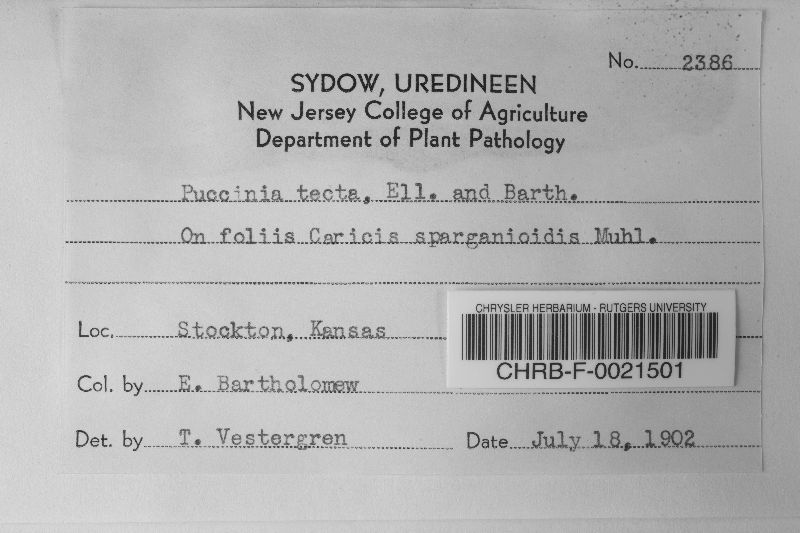 No. 2386
SYDOW, UREDINEEN
New Jersey College of Agriculture
Department of Plant Pathology
Puccinia tecta, Ell. and Barth.
On foliis Caricis sparganioidis Muhl.
Loc. Stockton, Kansas
CHRYSLER HERBARIUM - RUTGERS UNIVERSITY
CHRB-F-0021501
Col. by E. Bartholomew
Det. by T. Vestergren Date July 18, 1902